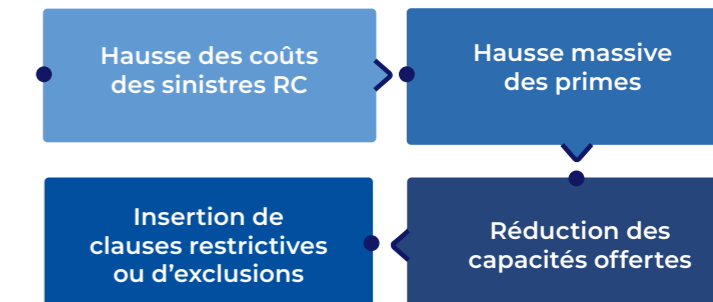 Hausse des coûts
des sinistres RC
Hausse massive
des primes
Réduction des
capacités offertes
Insertion de
clauses restrictives
ou d'exclusions